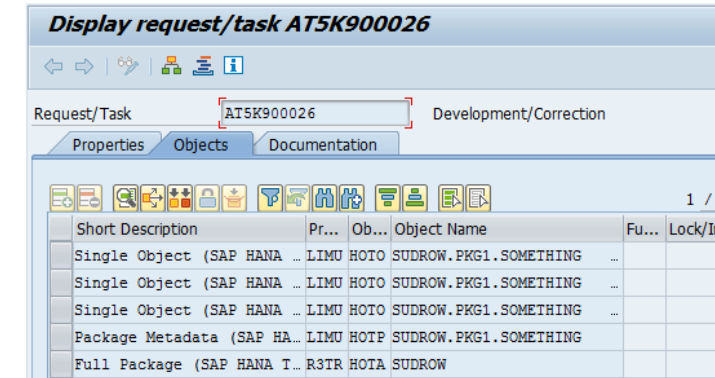 Display request/task AT5K900026
Request/Task AT5K900026 Development/Correction
Properties Objects Documentation
1 /
Short Description Pr... Ob... Object Name Fu... Lock/I
Single Object (SAP HANA … LIMU HOTO SUDROW.PKG1.SOMETHING …
Single Object (SAP HANA … LIMU HOTO SUDROW.PKG1.SOMETHING …
Single Object (SAP HANA … LIMU HOTO SUDROW.PKG1.SOMETHING …
Package Metadata (SAP HA… LIMU HOTP SUDROW.PKG1.SOMETHING
Full Package (SAP HANA T… R3TR HOTA SUDROW